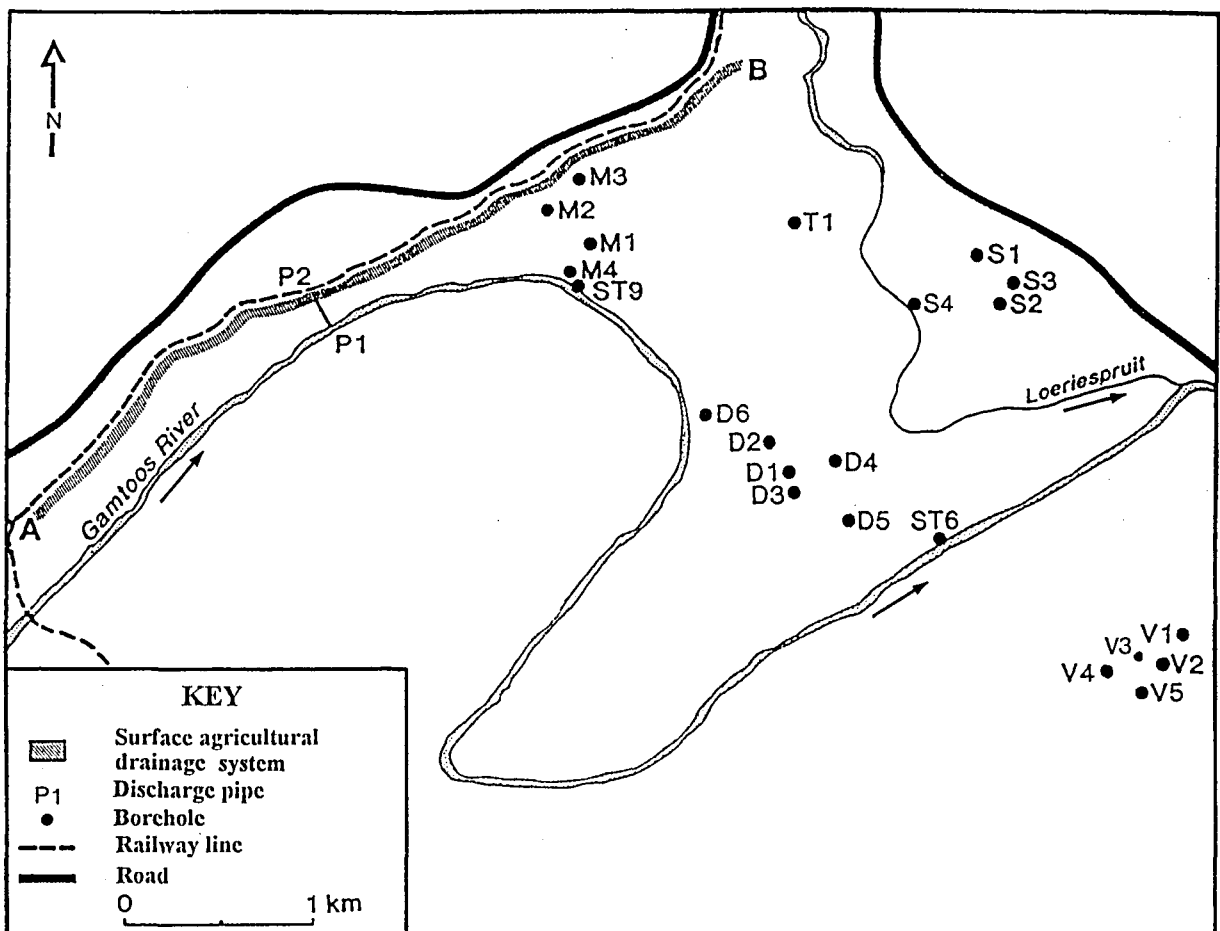 N
B
M3
M2
M1
M4
ST9
T1
S1
S3
S2
S4
P2
P1
Loeriespruit
Gamtoos River
A
D6
D2
D4
D1
D3
D5
ST6
V1
V3
V2
V4
V5
KEY
Surface agricultural
drainage system
P1 Discharge pipe
Borehole
Railway line
Road
0 1 km